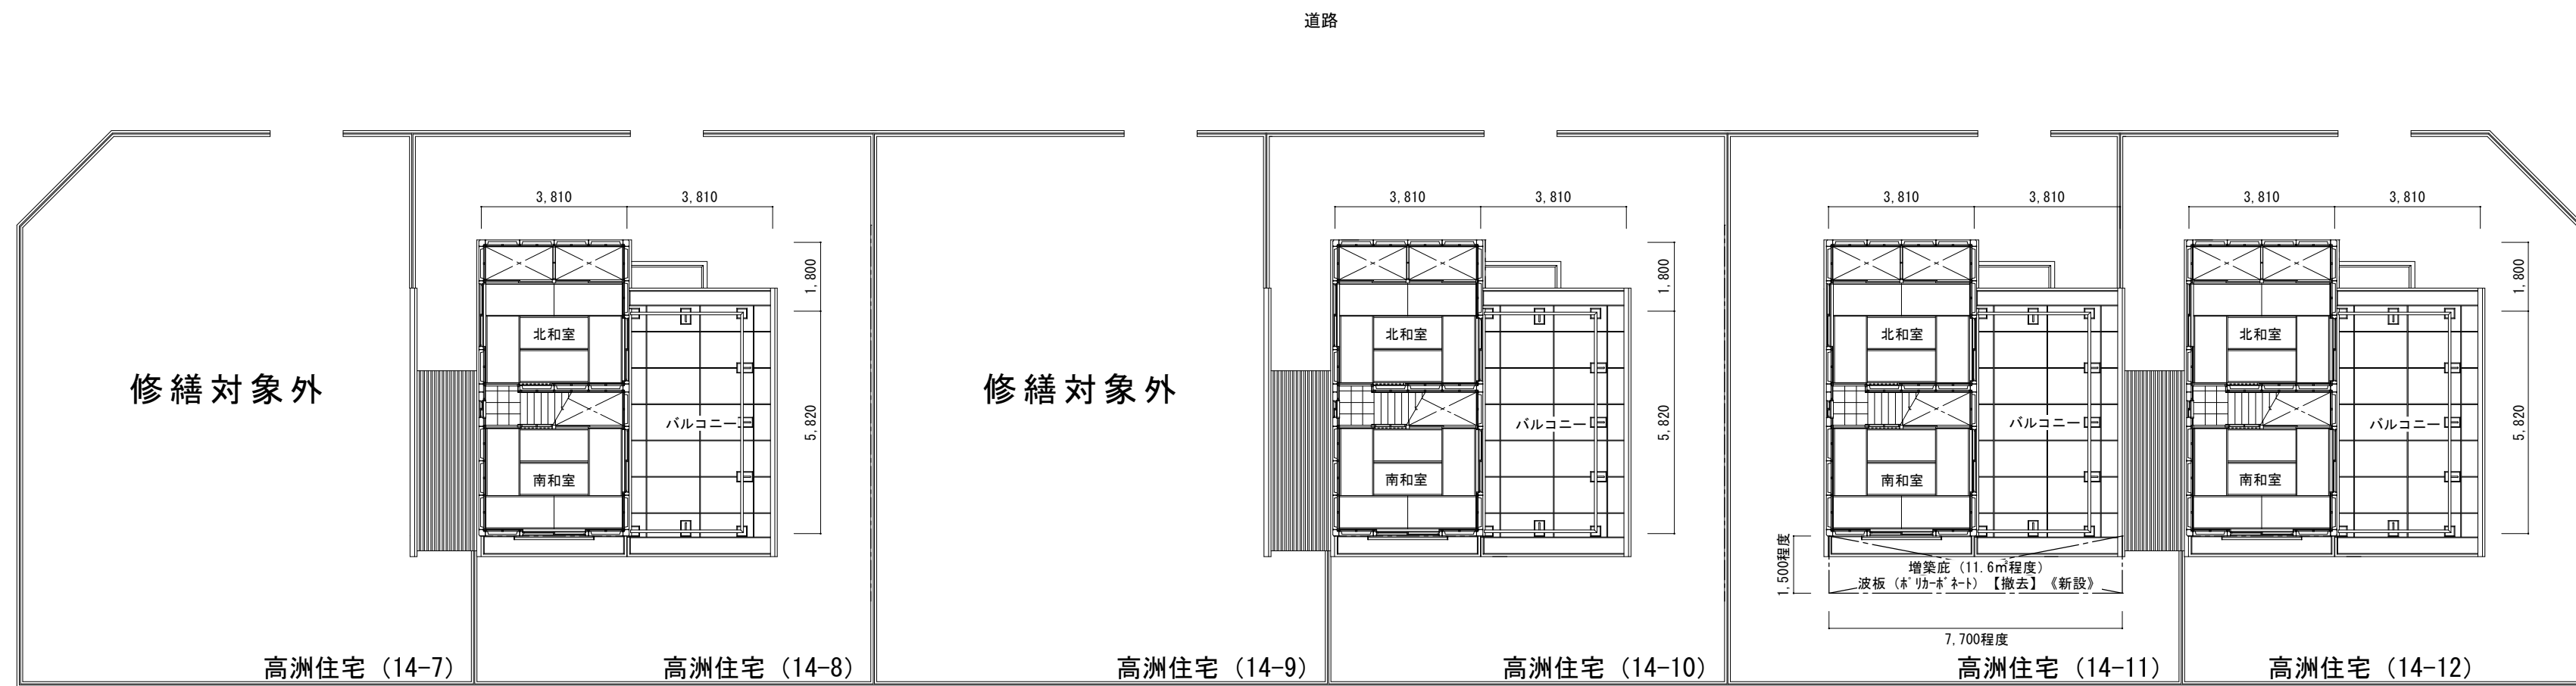 道路
3,810
3,810
3,810
3,810
3,810
3,810
3,810
3,810
1,800
1,800
1,800
北和室
北和室
北和室
北和室
修繕対象外
修繕対象外
バルコニー
バルコニー
バルコニー
バルコニー
5,820
5,820
5,820
南和室
南和室
南和室
南和室
1,500程度
増築庇（11.6㎡程度）
波板（ﾎﾟﾘｶｰﾎﾞﾈｰﾄ）【撤去】《新設》
7,700程度
高洲住宅（14-7）
高洲住宅（14-8）
高洲住宅（14-9）
高洲住宅（14-10）
高洲住宅（14-11）
高洲住宅（14-12）